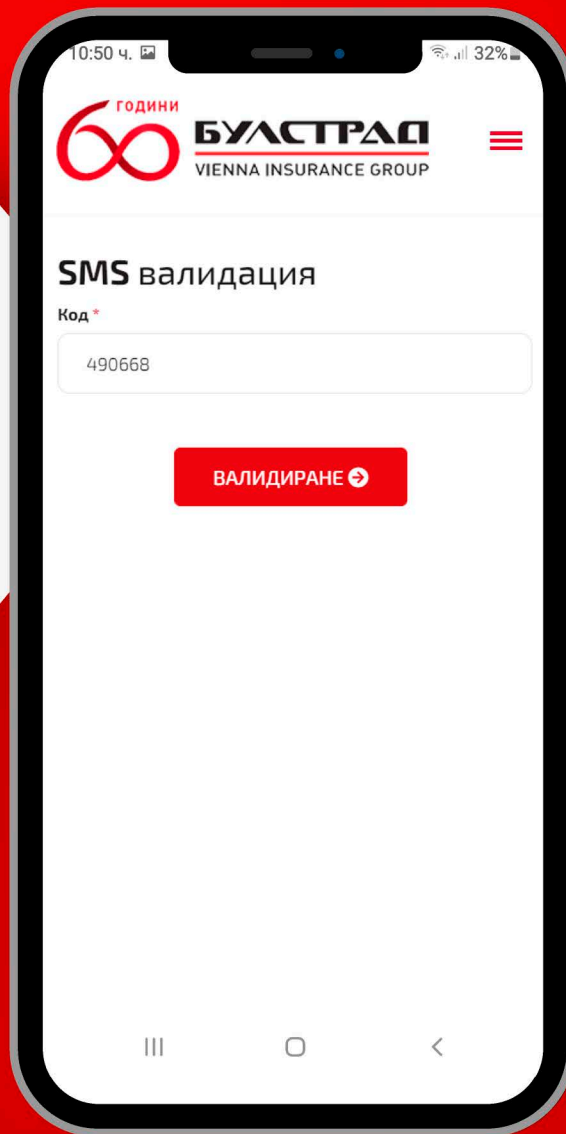 10:50 ч. 32%
60 ГОДИНИ
БУЛСТРАД
VIENNA INSURANCE GROUP
SMS валидация
Код *
490668
ВАЛИДИРАНЕ